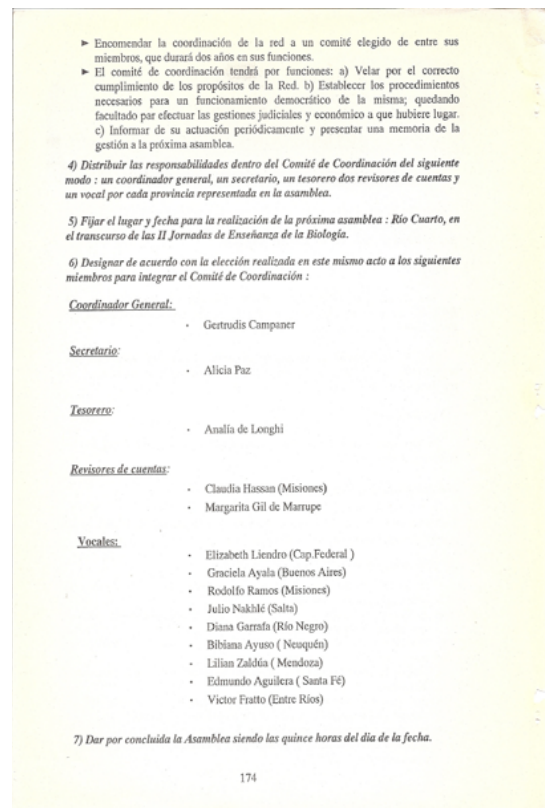 ► Encomendar la coordinación de la red a un comité elegido de entre sus
miembros, que durará dos años en sus funciones.
► El comité de coordinación tendrá por funciones: a) Velar por el correcto
cumplimiento de los propósitos de la Red. b) Establecer los procedimientos
necesarios para un funcionamiento democrático de la misma; quedando
facultado par efectuar las gestiones judiciales y económico a que hubiere lugar.
c) Informar de su actuación periódicamente y presentar una memoria de la
gestión a la próxima asamblea.
4) Distribuir las responsabilidades dentro del Comité de Coordinación del siguiente
modo : un coordinador general, un secretario, un tesorero dos revisores de cuentas y
un vocal por cada provincia representada en la asamblea.
5) Fijar el lugar y fecha para la realización de la próxima asamblea : Río Cuarto, en
el transcurso de las II Jornadas de Enseñanza de la Biología.
6) Designar de acuerdo con la elección realizada en este mismo acto a los siguientes
miembros para integrar el Comité de Coordinación :
Coordinador General:
· Gertrudis Campaner
Secretario:
· Alicia Paz
Tesorero:
· Analía de Longhi
Revisores de cuentas:
· Claudia Hassan (Misiones)
· Margarita Gil de Marrupe
Vocales:
· Elizabeth Liendro (Cap.Federal )
· Graciela Ayala (Buenos Aires)
· Rodolfo Ramos (Misiones)
· Julio Nakhlé (Salta)
· Diana Garrafa (Río Negro)
· Bibiana Ayuso ( Neuquén)
· Lilian Zaldúa ( Mendoza)
· Edmundo Aguilera ( Santa Fé)
· Victor Fratto (Entre Ríos)
7) Dar por concluida la Asamblea siendo las quince horas del día de la fecha.
174